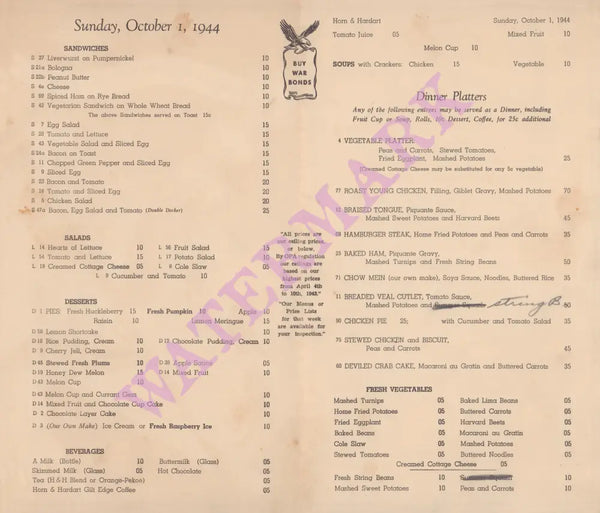 Sunday, October 1, 1944
SANDWICHES
S 27 Liverwurst on Pumpernickel 10
S 21a Bologna 10
S 22b Peanut Butter 10
S 4a Cheese 10
S 92 Spiced Ham on Rye Bread 10
S 42 Vegetarian Sandwich on Whole Wheat Bread 10
The above Sandwiches served on Toast 15c
S 7 Egg Salad 15
S 28 Tomato and Lettuce 15
S 43 Vegetable Salad and Sliced Egg 15
S 24a Bacon on Toast 15
S 11 Chopped Green Pepper and Sliced Egg 15
S 9 Sliced Egg 15
S 23 Bacon and Tomato 20
S 26 Tomato and Sliced Egg 20
S 5 Chicken Salad 20
S 47a Bacon, Egg Salad and Tomato (Double Decker) 25
SALADS
L 14 Hearts of Lettuce 10 L 50 Fruit Salad 15
L 54 Tomato and Lettuce 15 L 17 Potato Salad 10
L 19 Creamed Cottage Cheese 05 L 6 Cole Slaw 05
L 9 Cucumber and Tomato 10
DESSERTS
D 1 PIES: Fresh Huckleberry 15 Fresh Pumpkin 10 Apple 10
Raisin 10 Lemon Meringue 15
Lemon Shortcake 10
Rice Pudding, Cream 10 D 12 Chocolate Pudding, Cream 10
D 9 Cherry Jell, Cream 10
D 45 Stewed Fresh Plums 10 D 20 Apple Sauce 05
D 19 Honey Dew Melon 15 D 14 Mixed Fruit 10
D 42 Melon Cup 10
D 43 Melon Cup and Currant Gem 10
D 14 Mixed Fruit and Chocolate Cup Cake 10
D 2 Chocolate Layer Cake 10
D 3 (Our Own Make) Ice Cream or Fresh Raspberry Ice 10
BEVERAGES
A Milk (Bottle) 10 Buttermilk (Glass) 05
Skimmed Milk (Glass) 05 Hot Chocolate 05
Tea (H & H Blend or Orange-Pekoe) 05
Horn & Hardart Gilt Edge Coffee 05
BUY
WAR
BONDS
"All prices are
our ceiling prices,
or below.
By OPA regulation
our ceilings are
based on our
highest prices
from April 4th
to 10th, 1943."
"Our Menus or
Price Lists
for that week
are available for
your inspection."
Horn & Hardart Sunday, October 1, 1944
Tomato Juice 05 Mixed Fruit 10
Melon Cup 10
SOUPS with Crackers: Chicken 15 Vegetable 10
Dinner Platters
Any of the following entrees may be served as a Dinner, including
Fruit Cup or Soup, Rolls, Ice Dessert, Coffee, for 25c additional
4 VEGETABLE PLATTER:
Peas and Carrots, Stewed Tomatoes,
Fried Eggplant, Mashed Potatoes 25
(Creamed Cottage Cheese may be substituted for any 5c vegetable)
77 ROAST YOUNG CHICKEN, Filling, Giblet Gravy, Mashed Potatoes 70
BRAISED TONGUE, Piquante Sauce,
Mashed Sweet Potatoes and Harvard Beets 45
HAMBURGER STEAK, Home Fried Potatoes and Peas and Carrots 35
BAKED HAM, Piquante Gravy,
Mashed Turnips and Fresh String Beans 50
71 CHOW MEIN (our own make), Soya Sauce, Noodles, Buttered Rice 35
BREADED VEAL CUTLET, Tomato Sauce,
Mashed Potatoes and Summer Squash string B 50
90 CHICKEN PIE 25; with Cucumber and Tomato Salad 35
75 STEWED CHICKEN and BISCUIT,
Peas and Carrots 45
60 DEVILED CRAB CAKE, Macaroni au Gratin and Buttered Carrots 35
FRESH VEGETABLES
Mashed Turnips 05 Baked Lima Beans 05
Home Fried Potatoes 05 Buttered Carrots 05
Fried Eggplant 05 Harvard Beets 05
Baked Beans 05 Macaroni au Gratin 05
Cole Slaw 05 Mashed Potatoes 05
Stewed Tomatoes 05 Buttered Noodles 05
Creamed Cottage Cheese 05
Fresh String Beans 10 Summer Squash 10
Mashed Sweet Potatoes 10 Peas and Carrots 10
WATERMARK